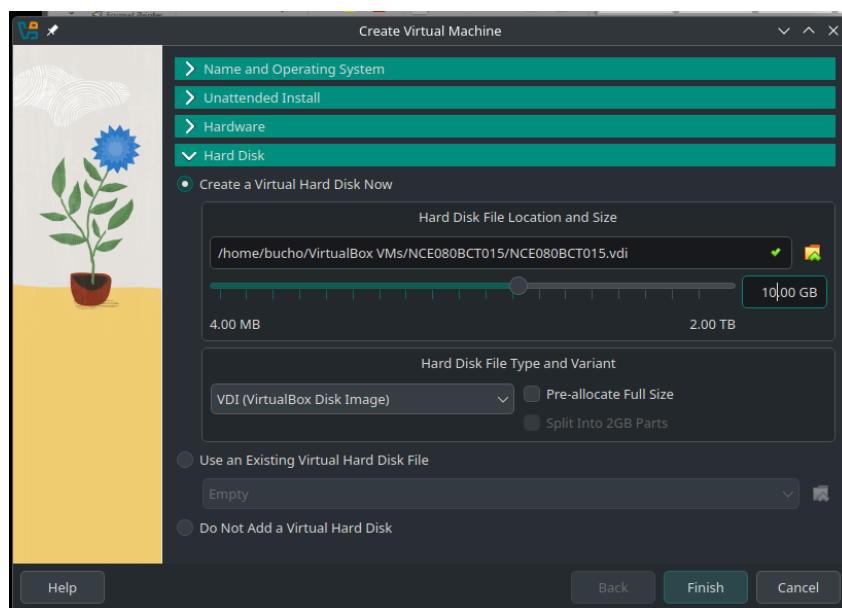 Create Virtual Machine
Name and Operating System
Unattended Install
Hardware
Hard Disk
Create a Virtual Hard Disk Now
Hard Disk File Location and Size
/home/bucho/VirtualBox VMs/NCE080BCT015/NCE080BCT015.vdi
10.00 GB
4.00 MB 2.00 TB
Hard Disk File Type and Variant
VDI (VirtualBox Disk Image) Pre-allocate Full Size
Split Into 2GB Parts
Use an Existing Virtual Hard Disk File
Empty
Do Not Add a Virtual Hard Disk
Help Back Finish Cancel